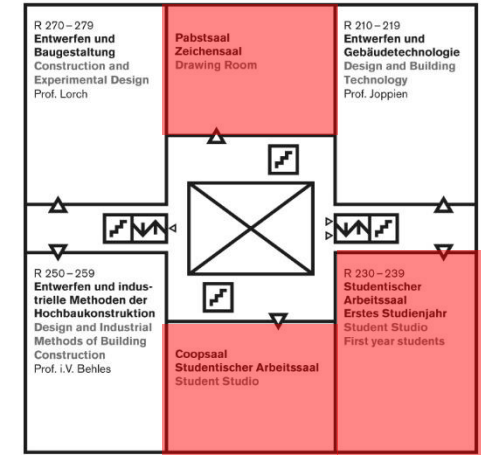 R 270–279
Entwerfen und
Baugestaltung
Construction and
Experimental Design
Prof. Lorch
Pabstsaal
Zeichensaal
Drawing Room
R 210–219
Entwerfen und
Gebäudetechnologie
Design and Building
Technology
Prof. Joppien
R 250–259
Entwerfen und indus-
trielle Methoden der
Hochbaukonstruktion
Design and Industrial
Methods of Building
Construction
Prof. i.V. Behles
Coopsaal
Studentischer Arbeitssaal
Student Studio
R 230–239
Studentischer
Arbeitssaal
Erstes Studienjahr
Student Studio
First year students